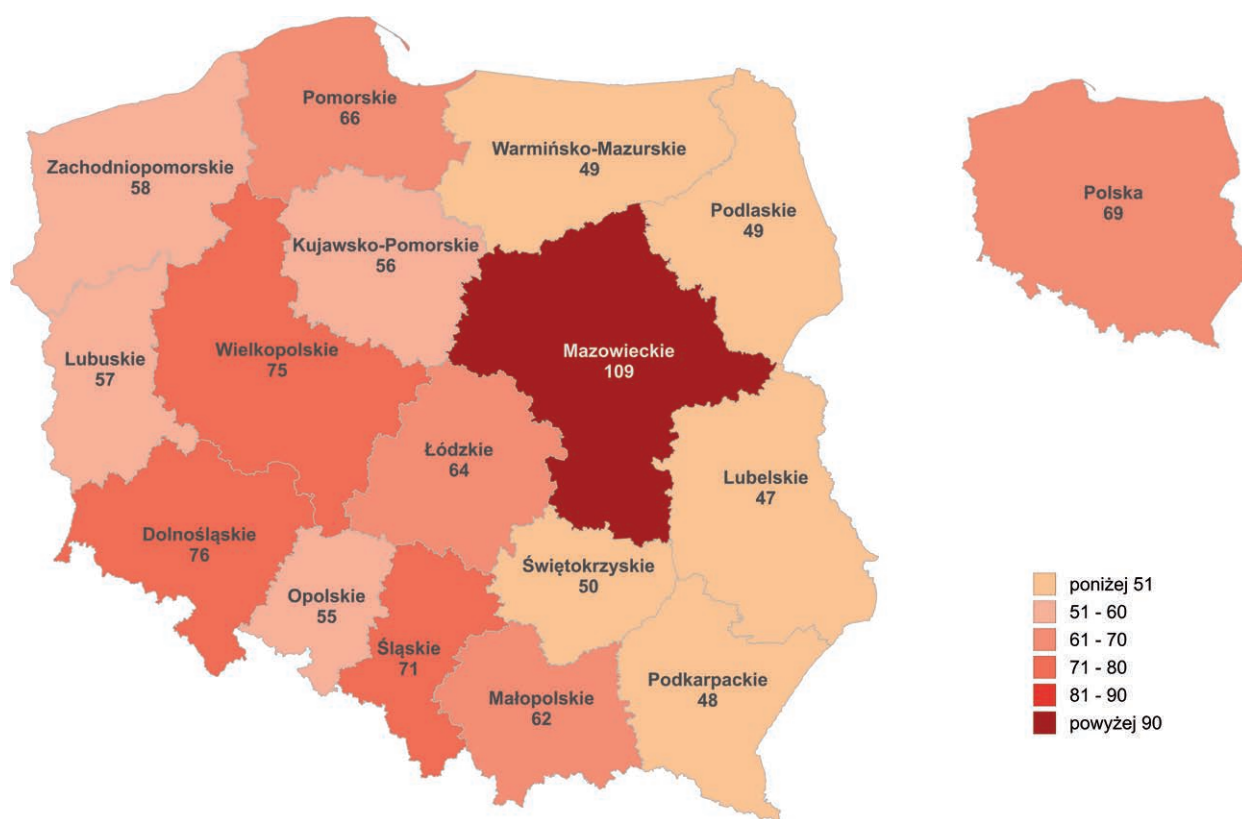 Pomorskie
66
Zachodniopomorskie
58
Warmińsko-Mazurskie
49
Podlaskie
49
Kujawsko-Pomorskie
56
Lubuskie
57
Wielkopolskie
75
Mazowieckie
109
Łódzkie
64
Lubelskie
47
Dolnośląskie
76
Opolskie
55
Śląskie
71
Świętokrzyskie
50
Małopolskie
62
Podkarpackie
48
Polska
69
poniżej 51
51 - 60
61 - 70
71 - 80
81 - 90
powyżej 90